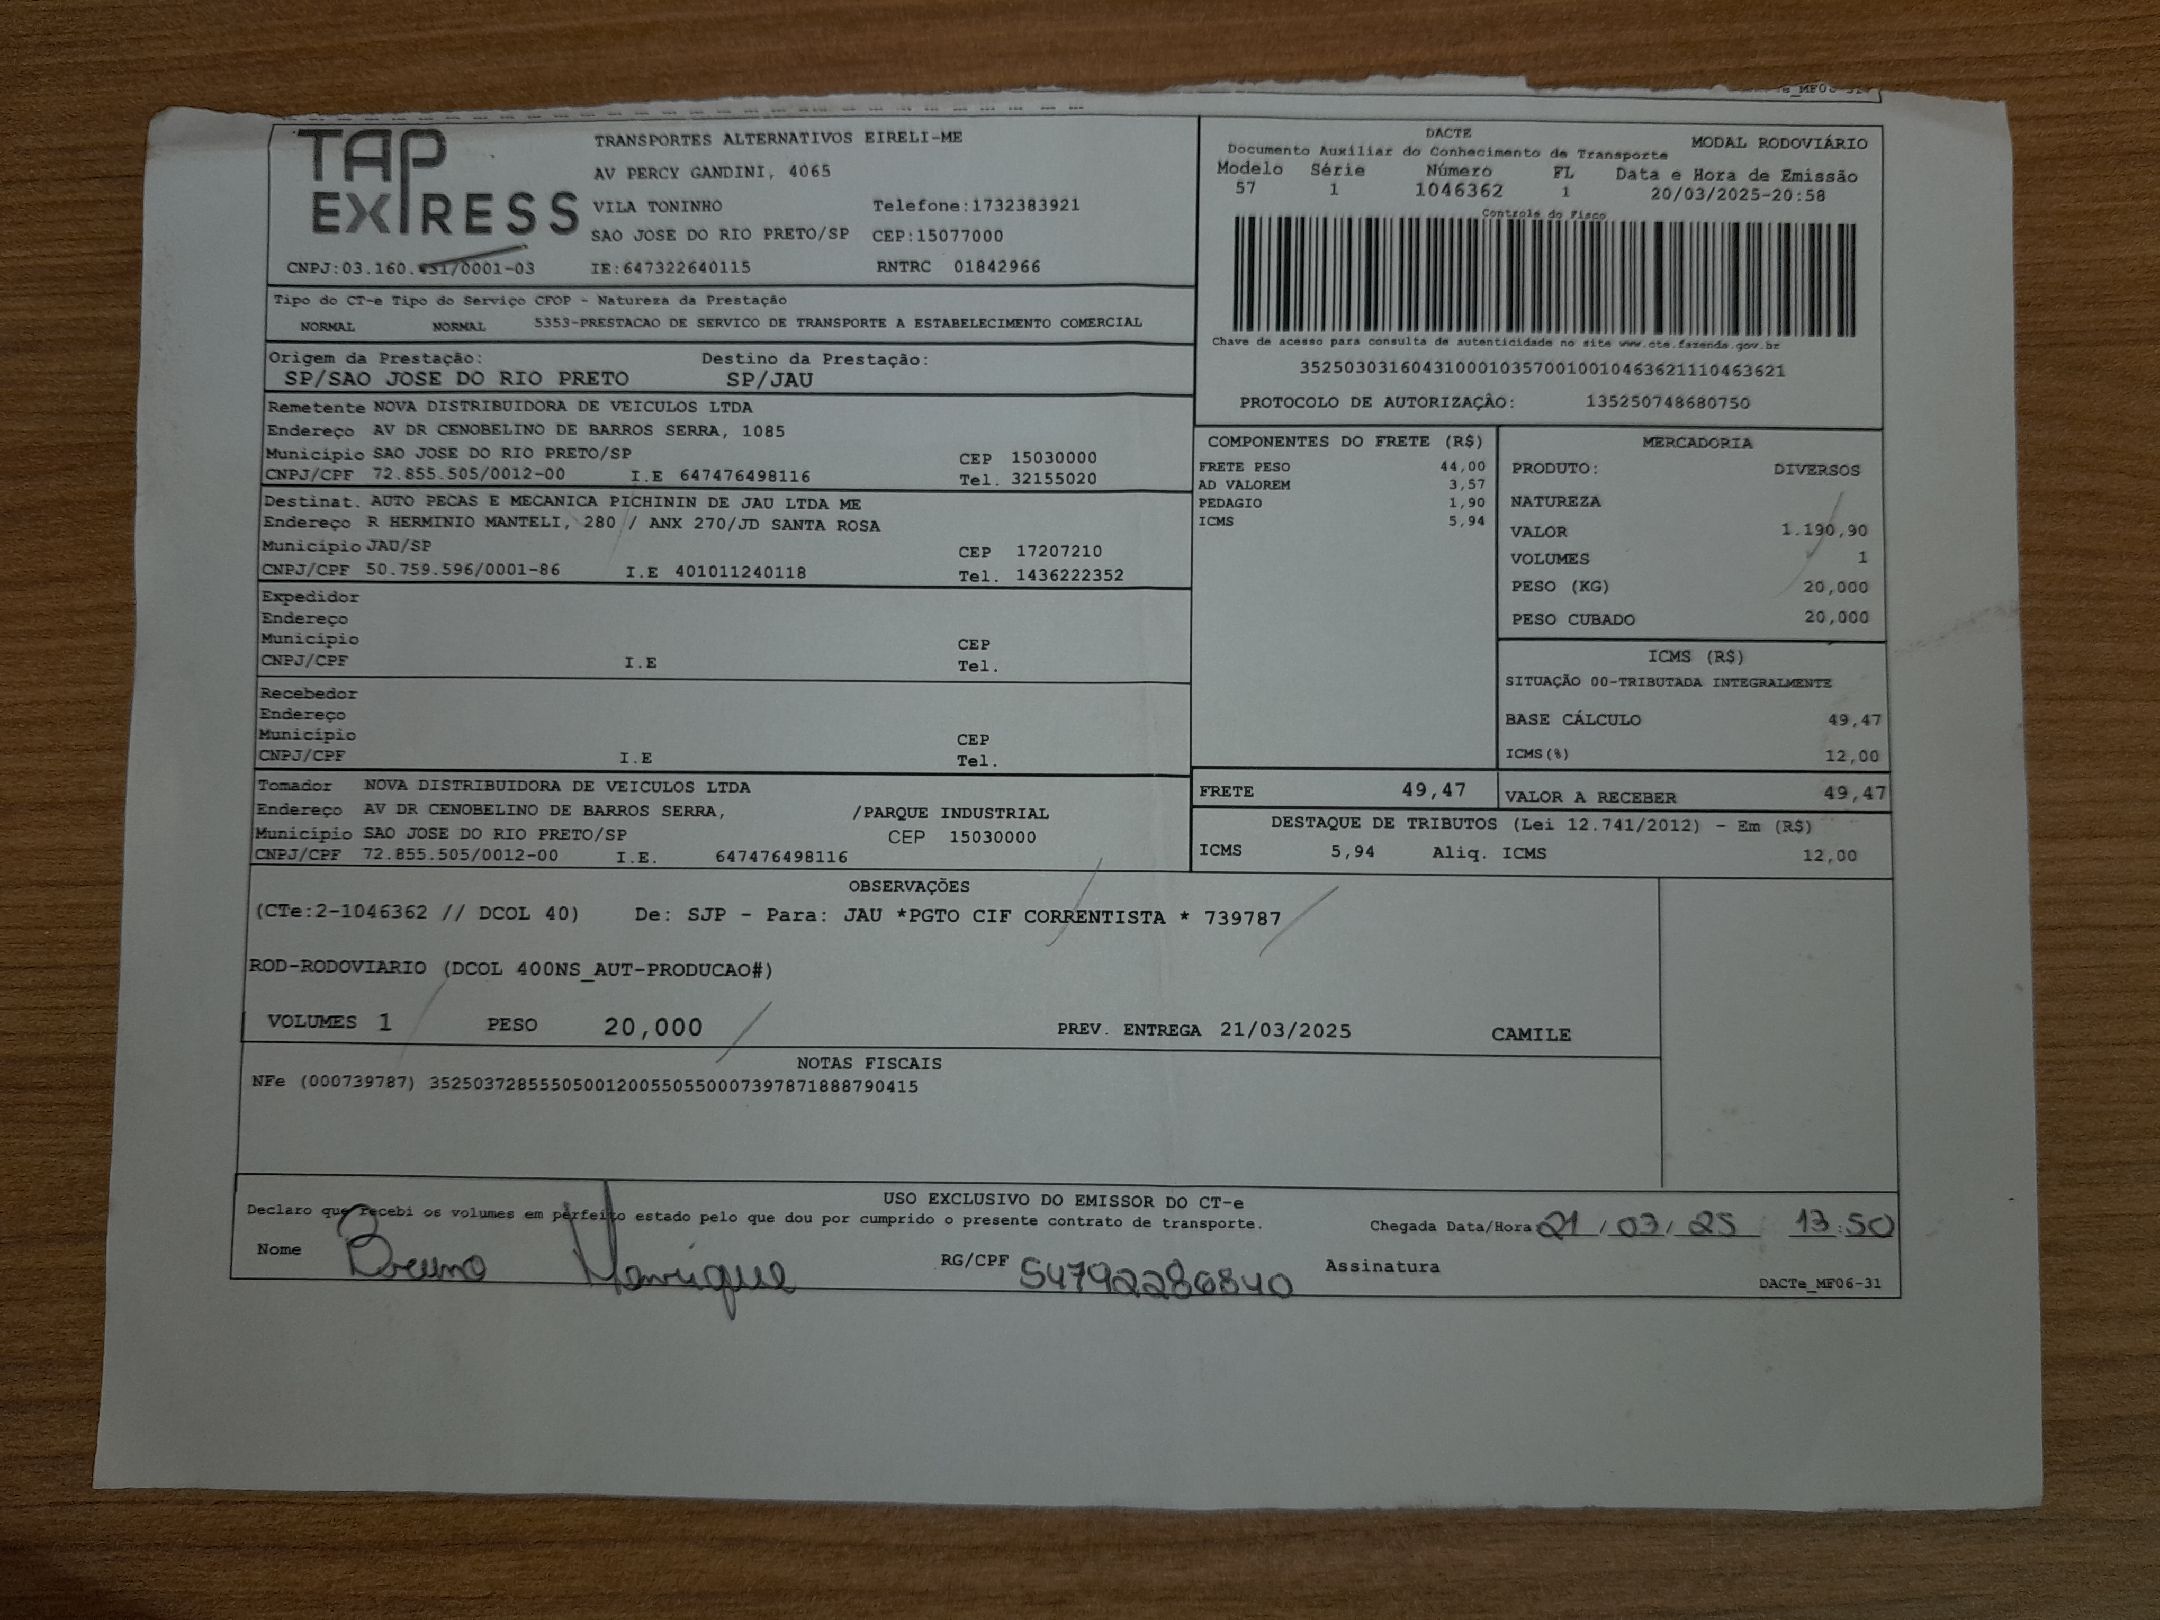 TAP EXPRESS
TRANSPORTES ALTERNATIVOS EIRELI-ME
AV PERCY GANDINI, 4065
VILA TONINHO Telefone:1732383921
SAO JOSE DO RIO PRETO/SP CEP:15077000
CNPJ:03.160.431/0001-03 IE:647322640115 RNTRC 01842966
DACTE MODAL RODOVIÁRIO
Documento Auxiliar do Conhecimento de Transporte
Modelo Série Número FL Data e Hora de Emissão
57 1 1046362 1 20/03/2025-20:58
Controle do Fisco
Chave de acesso para consulta de autenticidade no site www.cte.fazenda.gov.br
35250303160431000103570010010463621110463621
PROTOCOLO DE AUTORIZAÇÂO: 135250748680750
Tipo do CT-e Tipo do Serviço CFOP - Natureza da Prestação
NORMAL NORMAL 5353-PRESTACAO DE SERVICO DE TRANSPORTE A ESTABELECIMENTO COMERCIAL
Origem da Prestação: Destino da Prestação:
SP/SAO JOSE DO RIO PRETO SP/JAU
Remetente NOVA DISTRIBUIDORA DE VEICULOS LTDA
Endereço AV DR CENOBELINO DE BARROS SERRA, 1085
Município SAO JOSE DO RIO PRETO/SP CEP 15030000
CNPJ/CPF 72.855.505/0012-00 I.E 647476498116 Tel. 32155020
Destinat. AUTO PECAS E MECANICA PICHININ DE JAU LTDA ME
Endereço R HERMINIO MANTELI, 280 / ANX 270/JD SANTA ROSA
Município JAU/SP CEP 17207210
CNPJ/CPF 50.759.596/0001-86 I.E 401011240118 Tel. 1436222352
Expedidor
Endereço
Município CEP
CNPJ/CPF I.E Tel.
Recebedor
Endereço
Município CEP
CNPJ/CPF I.E Tel.
Tomador NOVA DISTRIBUIDORA DE VEICULOS LTDA
Endereço AV DR CENOBELINO DE BARROS SERRA, /PARQUE INDUSTRIAL
Município SAO JOSE DO RIO PRETO/SP CEP 15030000
CNPJ/CPF 72.855.505/0012-00 I.E. 647476498116
COMPONENTES DO FRETE (R$)
FRETE PESO 44,00
AD VALOREM 3,57
PEDAGIO 1,90
ICMS 5,94
MERCADORIA
PRODUTO: DIVERSOS
NATUREZA
VALOR 1.190,90
VOLUMES 1
PESO (KG) 20,000
PESO CUBADO 20,000
ICMS (R$)
SITUAÇÃO 00-TRIBUTADA INTEGRALMENTE
BASE CÁLCULO 49,47
ICMS(%) 12,00
FRETE 49,47 VALOR A RECEBER 49,47
DESTAQUE DE TRIBUTOS (Lei 12.741/2012) - Em (R$)
ICMS 5,94 Aliq. ICMS 12,00
OBSERVAÇÕES
(CTe:2-1046362 // DCOL 40) De: SJP - Para: JAU *PGTO CIF CORRENTISTA * 739787
ROD-RODOVIARIO (DCOL 400NS_AUT-PRODUCAO#)
VOLUMES 1 PESO 20,000 PREV. ENTREGA 21/03/2025 CAMILE
NOTAS FISCAIS
NFe (000739787) 35250372855505001200550550007397871888790415
USO EXCLUSIVO DO EMISSOR DO CT-e
Declaro que recebi os volumes em perfeito estado pelo que dou por cumprido o presente contrato de transporte.
Chegada Data/Hora 21/03/25 13:50
Nome Bruno Henrique RG/CPF 54792286840 Assinatura
DACTe_MF06-31